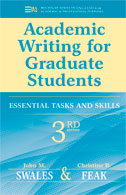 Academic
Writing for
Graduate
Students
ESSENTIAL TASKS AND SKILLS
3RD
EDITION
John M. Christine B.
SWALES & FEAK